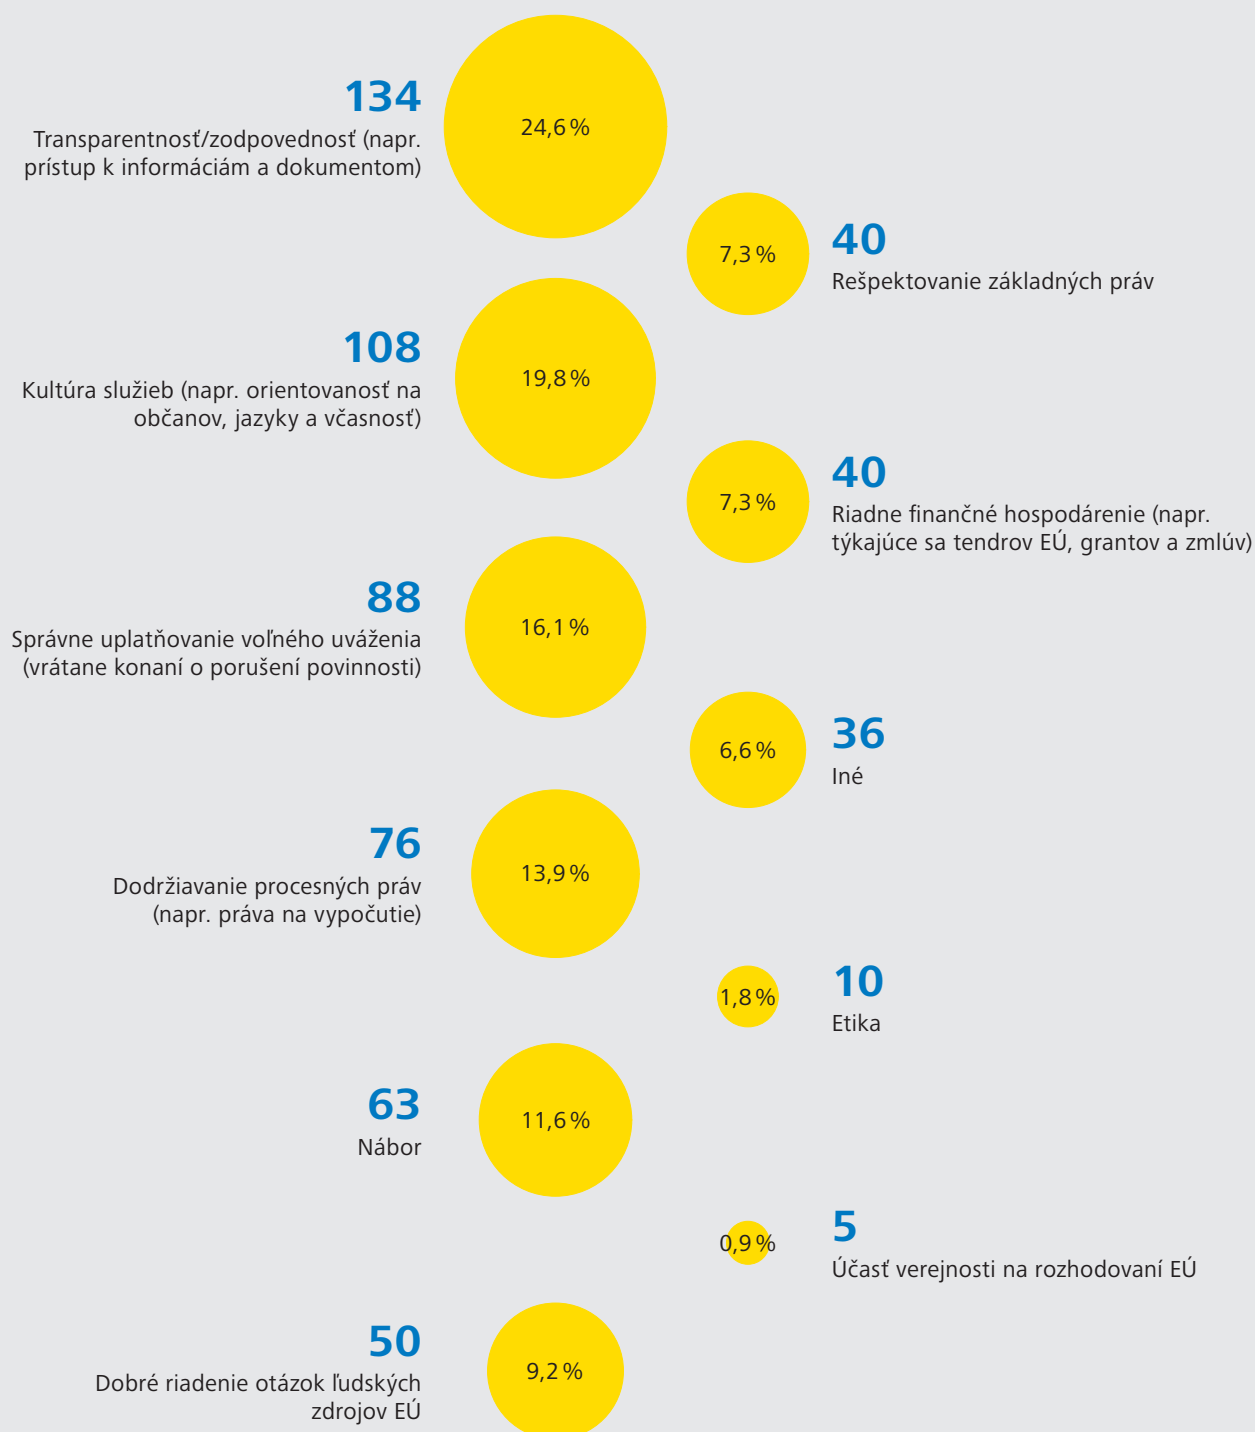 134
Transparentnosť/zodpovednosť (napr.
prístup k informáciám a dokumentom)
24,6 %
7,3 %
40
Rešpektovanie základných práv
108
Kultúra služieb (napr. orientovanosť na
občanov, jazyky a včasnosť)
19,8 %
7,3 %
40
Riadne finančné hospodárenie (napr.
týkajúce sa tendrov EÚ, grantov a zmlúv)
88
Správne uplatňovanie voľného uváženia
(vrátane konaní o porušení povinnosti)
16,1 %
6,6 %
36
Iné
76
Dodržiavanie procesných práv
(napr. práva na vypočutie)
13,9 %
1,8 %
10
Etika
63
Nábor
11,6 %
0,9 %
5
Účasť verejnosti na rozhodovaní EÚ
50
Dobré riadenie otázok ľudských
zdrojov EÚ
9,2 %